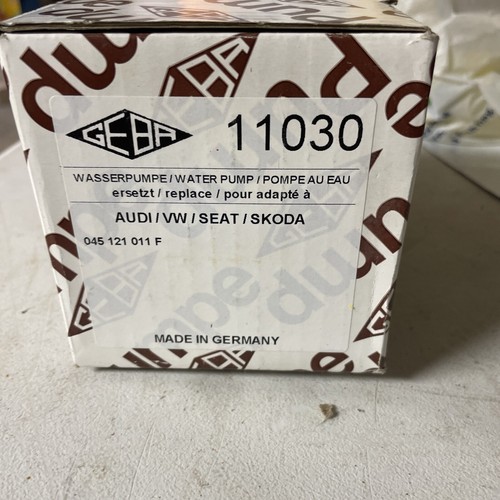 GEBA 11030
WASSERPUMPE / WATER PUMP / POMPE AU EAU
ersetzt / replace / pour adapté à
AUDI / VW / SEAT / SKODA
045 121 011 F
MADE IN GERMANY